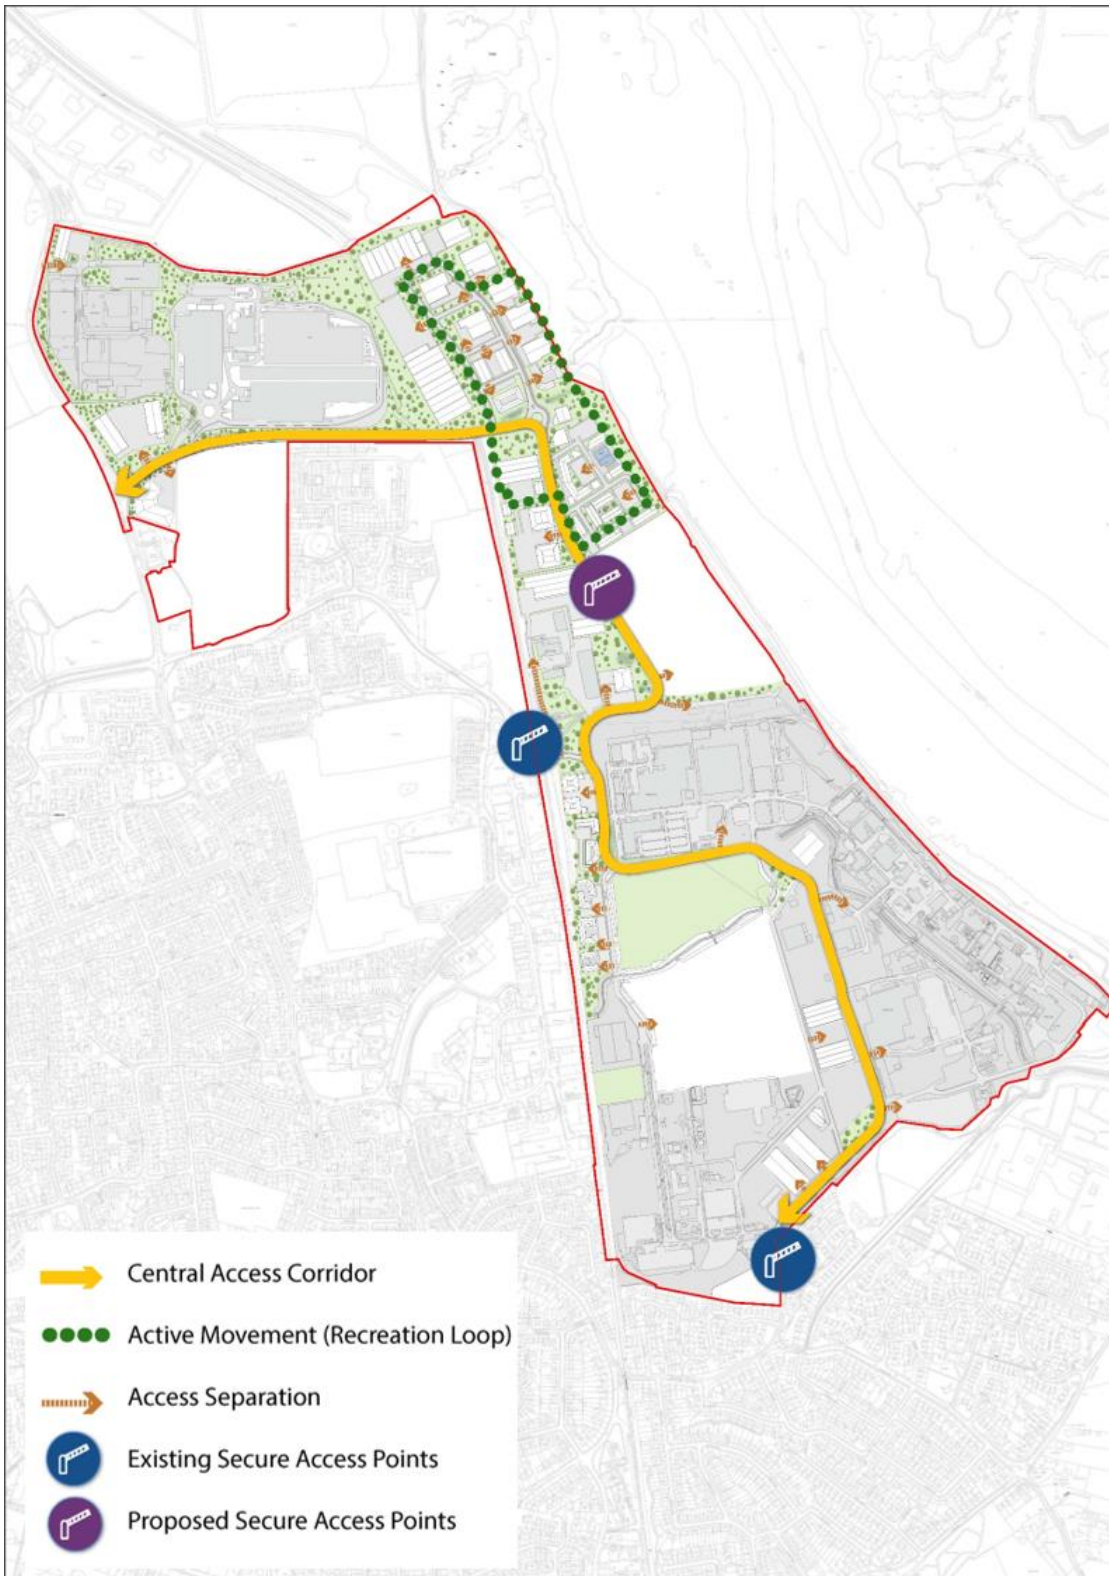 Central Access Corridor
Active Movement (Recreation Loop)
Access Separation
Existing Secure Access Points
Proposed Secure Access Points